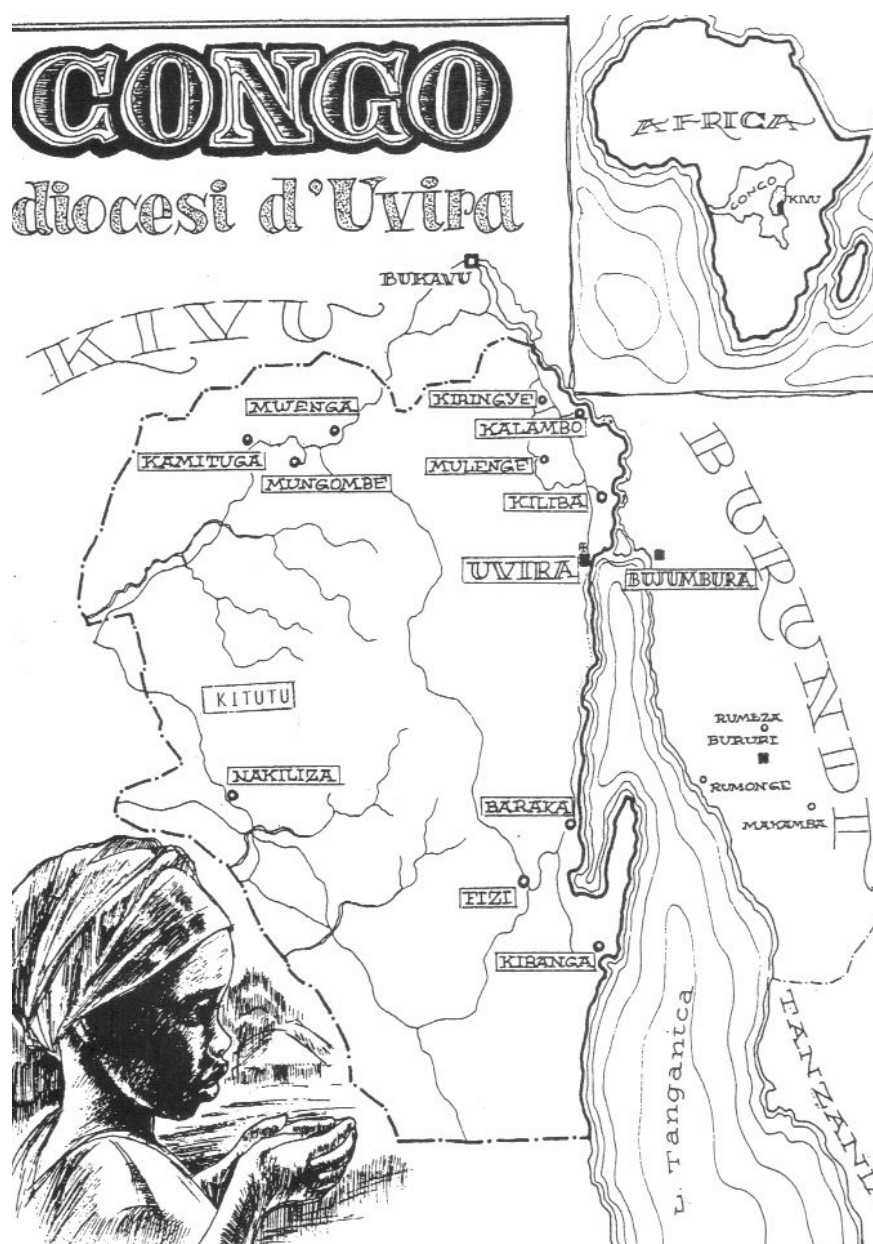 CONGO
diocesi d'Uvira
AFRICA
CONGO
KIVU
BUKAVU
KIVU
MWENGA
KIRINGYE
KALAMBO
KAMITUGA
MULENGE
MUNGOMBE
KILIBA
UVIRA
BUJUMBURA
BURUNDI
KITUTU
RUMEZA
BURURI
NAKILIZA
RUMONGE
BARAKA
MAKAMBA
FIZI
KIBANGA
L. Tanganica
TANZANI